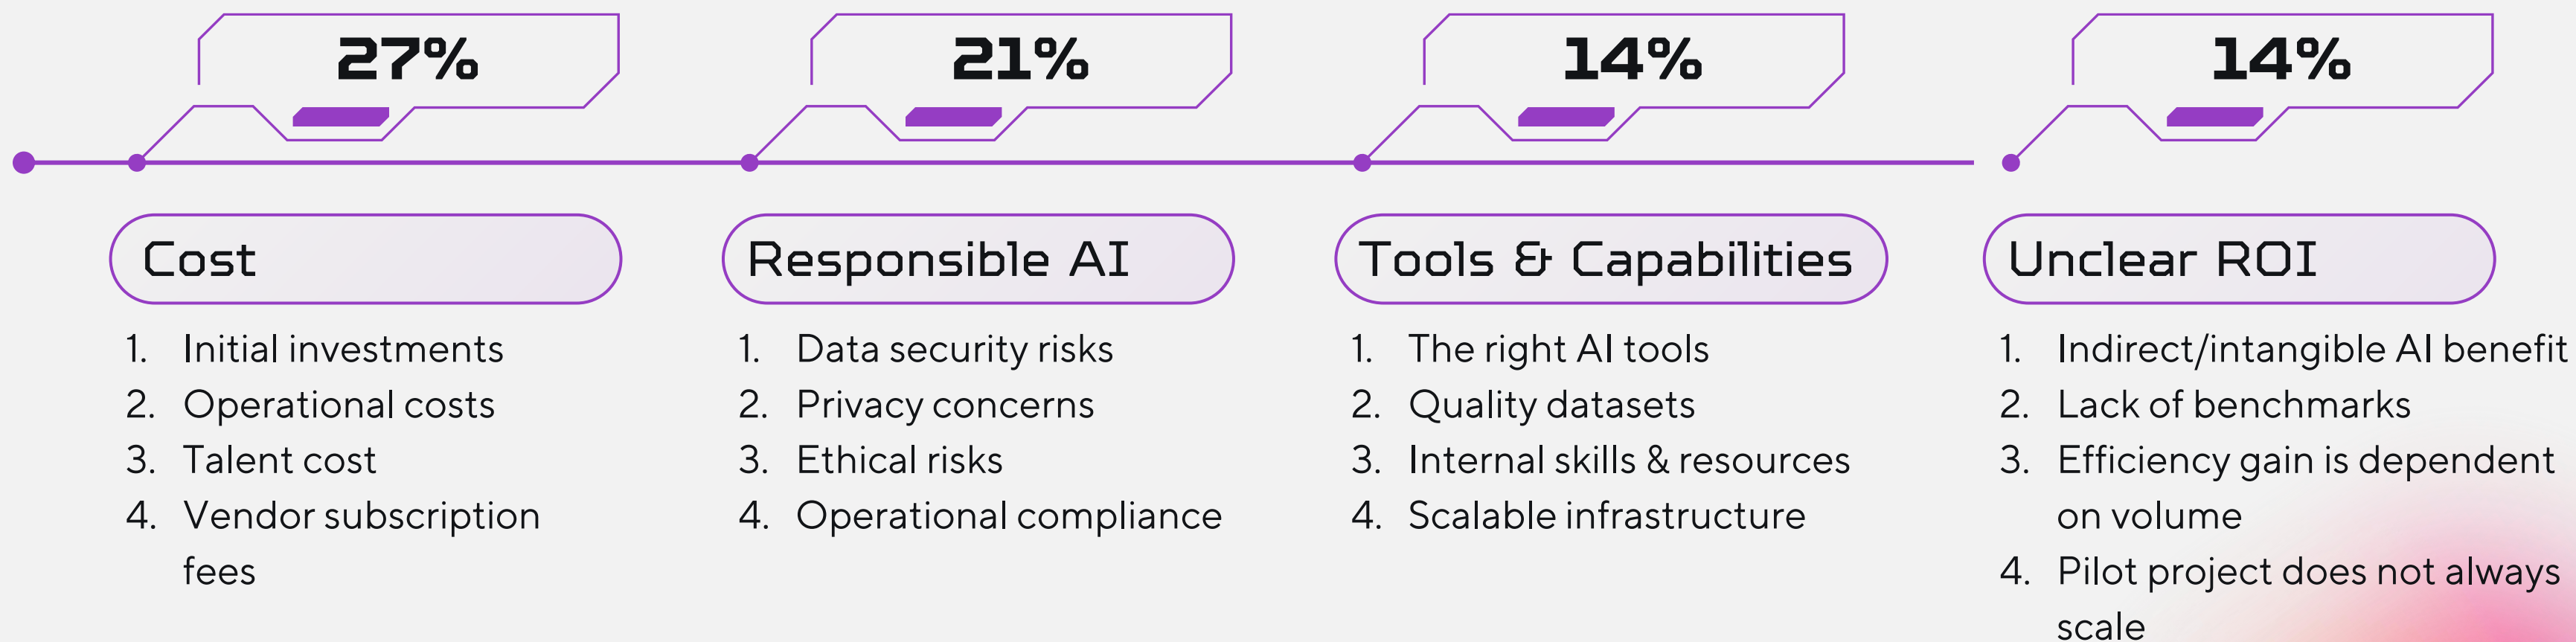 27%
21%
14%
14%
Cost
Responsible AI
Tools & Capabilities
Unclear ROI
1. Initial investments
2. Operational costs
3. Talent cost
4. Vendor subscription
fees
1. Data security risks
2. Privacy concerns
3. Ethical risks
4. Operational compliance
1. The right AI tools
2. Quality datasets
3. Internal skills & resources
4. Scalable infrastructure
1. Indirect/intangible AI benefit
2. Lack of benchmarks
3. Efficiency gain is dependent
on volume
4. Pilot project does not always
scale